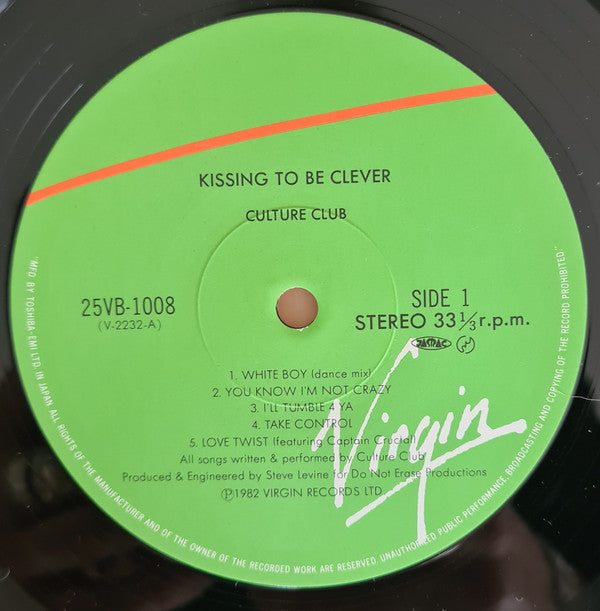 KISSING TO BE CLEVER
CULTURE CLUB
25VB-1008
(V-2232-A)
SIDE 1
STEREO 33⅓ r.p.m.
JASRAC
1. WHITE BOY (dance mix)
2. YOU KNOW I'M NOT CRAZY
3. I'LL TUMBLE 4 YA
4. TAKE CONTROL
5. LOVE TWIST (featuring Captain Crucial)
All songs written & performed by Culture Club
Produced & Engineered by Steve Levine for Do Not Erase Productions
Ⓟ1982 VIRGIN RECORDS LTD.
Virgin
"MFD BY TOSHIBA EMI LTD. IN JAPAN ALL RIGHTS OF THE MANUFACTURER AND OF THE OWNER OF THE RECORDED WORK ARE RESERVED. UNAUTHORISED PUBLIC PERFORMANCE, BROADCASTING AND COPYING OF THE RECORD PROHIBITED"